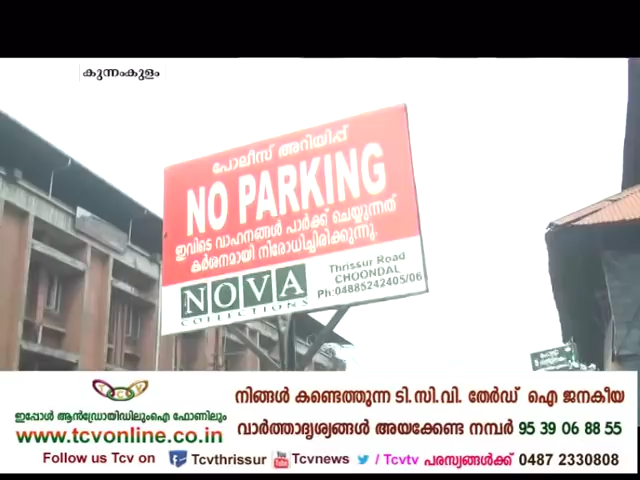 കുന്നംകുളം
പോലീസ് അറിയിപ്പ്
NO PARKING
ഇവിടെ വാഹനങ്ങൾ പാർക്ക് ചെയ്യുന്നത്
കർശനമായി നിരോധിച്ചിരിക്കുന്നു.
NOVA
COLLECTIONS
Thrissur Road
CHOONDAL
Ph:04885242405/06
TCV
നിങ്ങൾ കണ്ടെത്തുന്ന ടി.സി.വി. തേർഡ് ഐ ജനകീയ
ഇപ്പോൾ ആൻഡ്രോയിഡിലുംഐ ഫോണിലും
വാർത്താദൃശ്യങ്ങൾ അയക്കേണ്ട നമ്പർ 95 39 06 88 55
www.tcvonline.co.in
Follow us Tcv on f Tcvthrissur You Tube Tcvnews / Tcvtv പരസ്യങ്ങൾക്ക് 0487 2330808